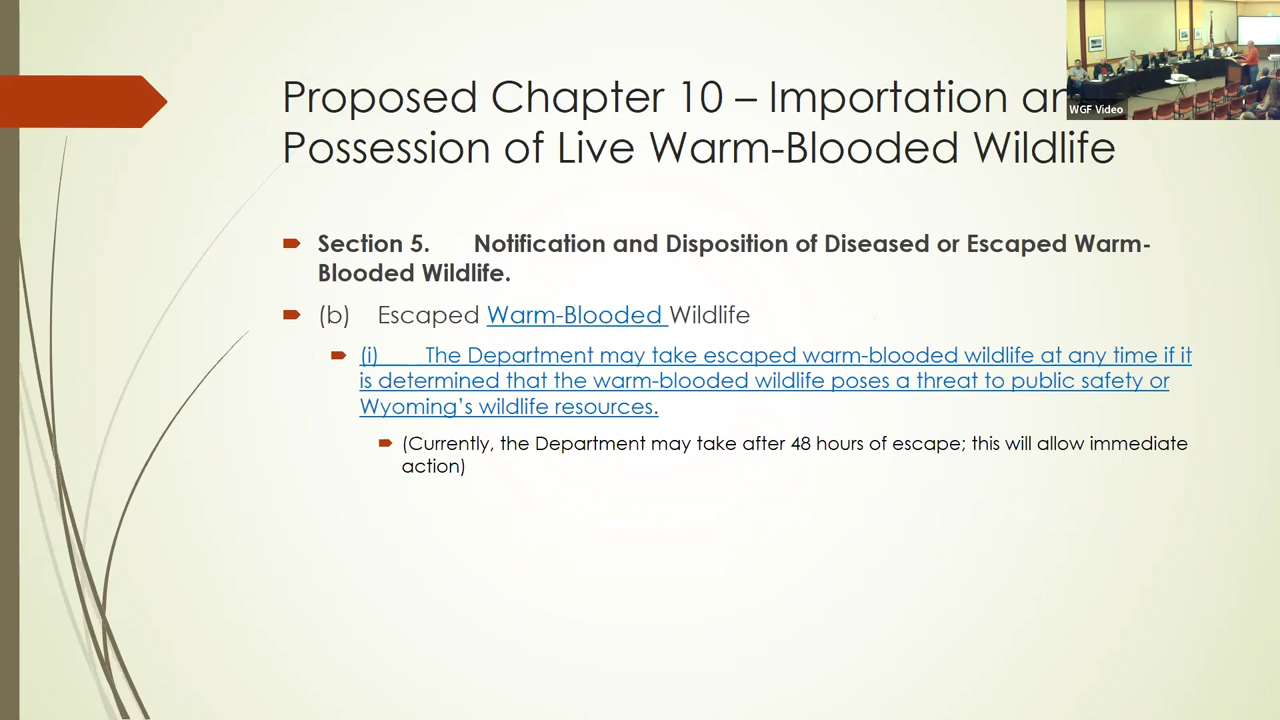 Proposed Chapter 10 – Importation an
Possession of Live Warm-Blooded Wildlife
WGF Video
Section 5. Notification and Disposition of Diseased or Escaped Warm-
Blooded Wildlife.
(b) Escaped Warm-Blooded Wildlife
(i) The Department may take escaped warm-blooded wildlife at any time if it
is determined that the warm-blooded wildlife poses a threat to public safety or
Wyoming's wildlife resources.
(Currently, the Department may take after 48 hours of escape; this will allow immediate
action)